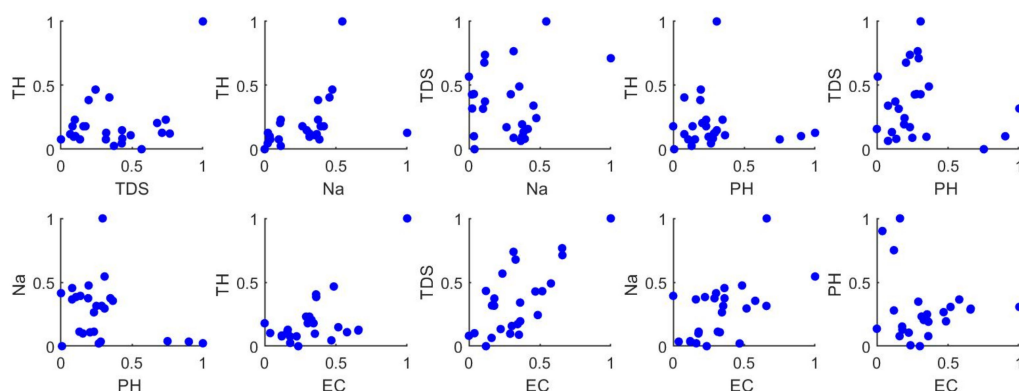 1 1 1 1 1
TH TH TDS TH TDS
0.5 0.5 0.5 0.5 0.5
0 0 0 0 0
0 0.5 1 0 0.5 1 0 0.5 1 0 0.5 1 0 0.5 1
TDS Na Na PH PH
1 1 1 1 1
Na TH TDS Na PH
0.5 0.5 0.5 0.5 0.5
0 0 0 0 0
0 0.5 1 0 0.5 1 0 0.5 1 0 0.5 1 0 0.5 1
PH EC EC EC EC